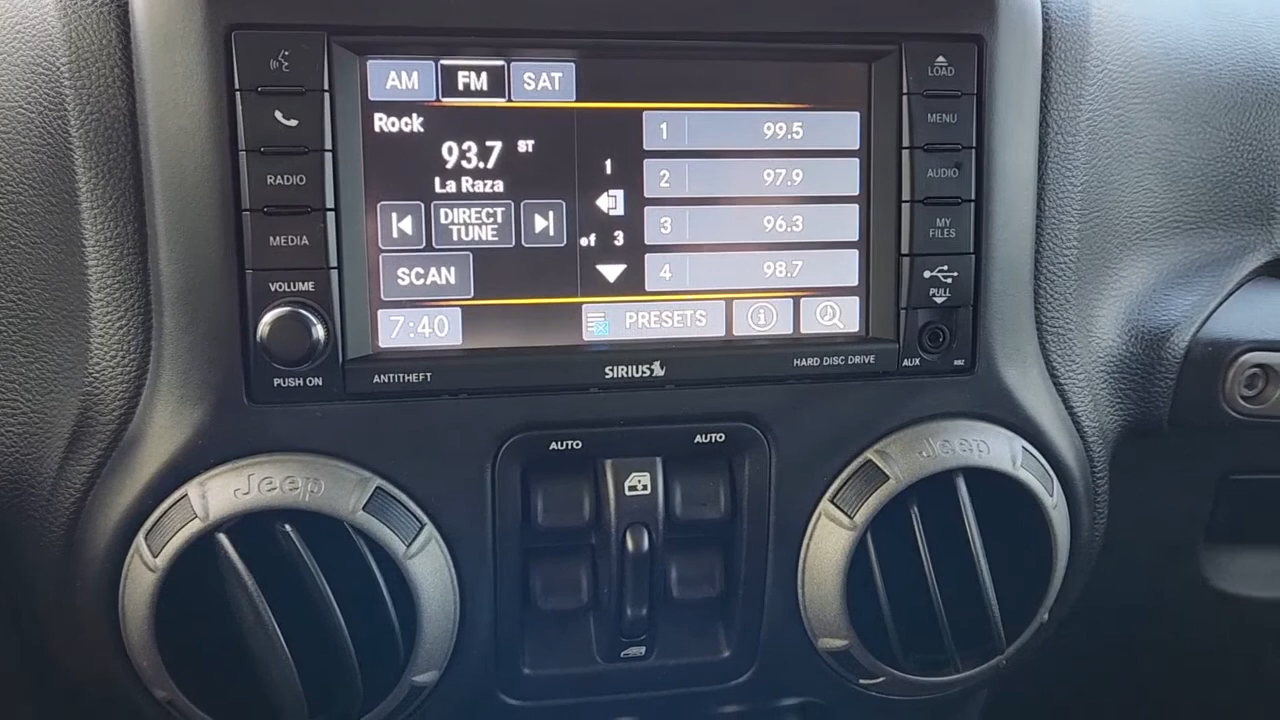 AM FM SAT
Rock
93.7 ST
La Raza
DIRECT
TUNE
SCAN
7:40
1
of 3
1 99.5
2 97.9
3 96.3
4 98.7
PRESETS
RADIO
MEDIA
VOLUME
PUSH ON
LOAD
MENU
AUDIO
MY
FILES
PULL
AUX
ANTITHEFT
SIRIUS
HARD DISC DRIVE
AUTO
AUTO
Jeep
Jeep